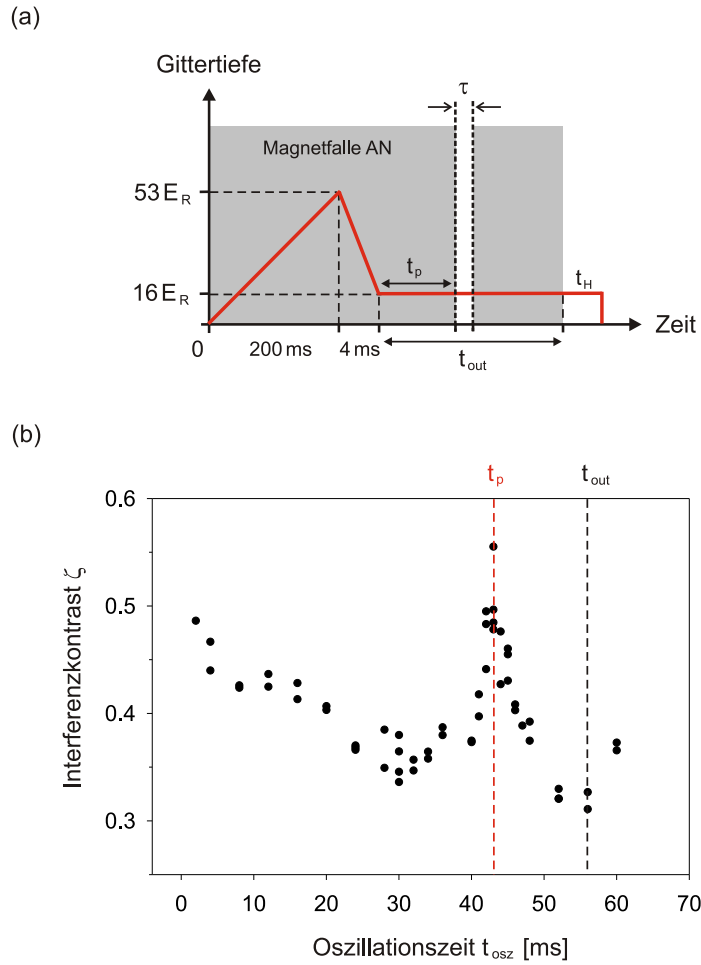 (a)
Gittertiefe
τ
Magnetfalle AN
53 E_R
t_p
t_H
16 E_R
Zeit
0
200 ms
4 ms
t_out
(b)
t_p
t_out
0.6
0.5
0.4
0.3
Interferenzkontrast ζ
0
10
20
30
40
50
60
70
Oszillationszeit t_osz [ms]